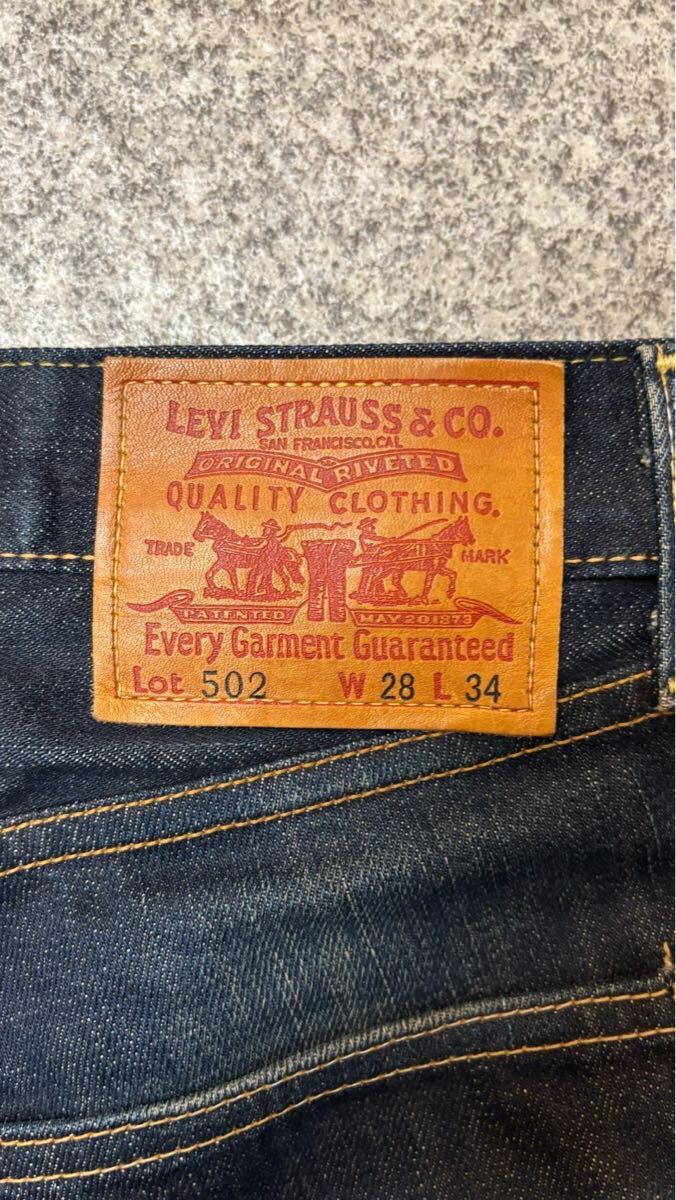 LEVI STRAUSS & CO.
SAN FRANCISCO.CAL
ORIGINAL RIVETED
QUALITY CLOTHING.
TRADE MARK
PATENTED MAY 20 1873
Every Garment Guaranteed
Lot 502 W 28 L 34